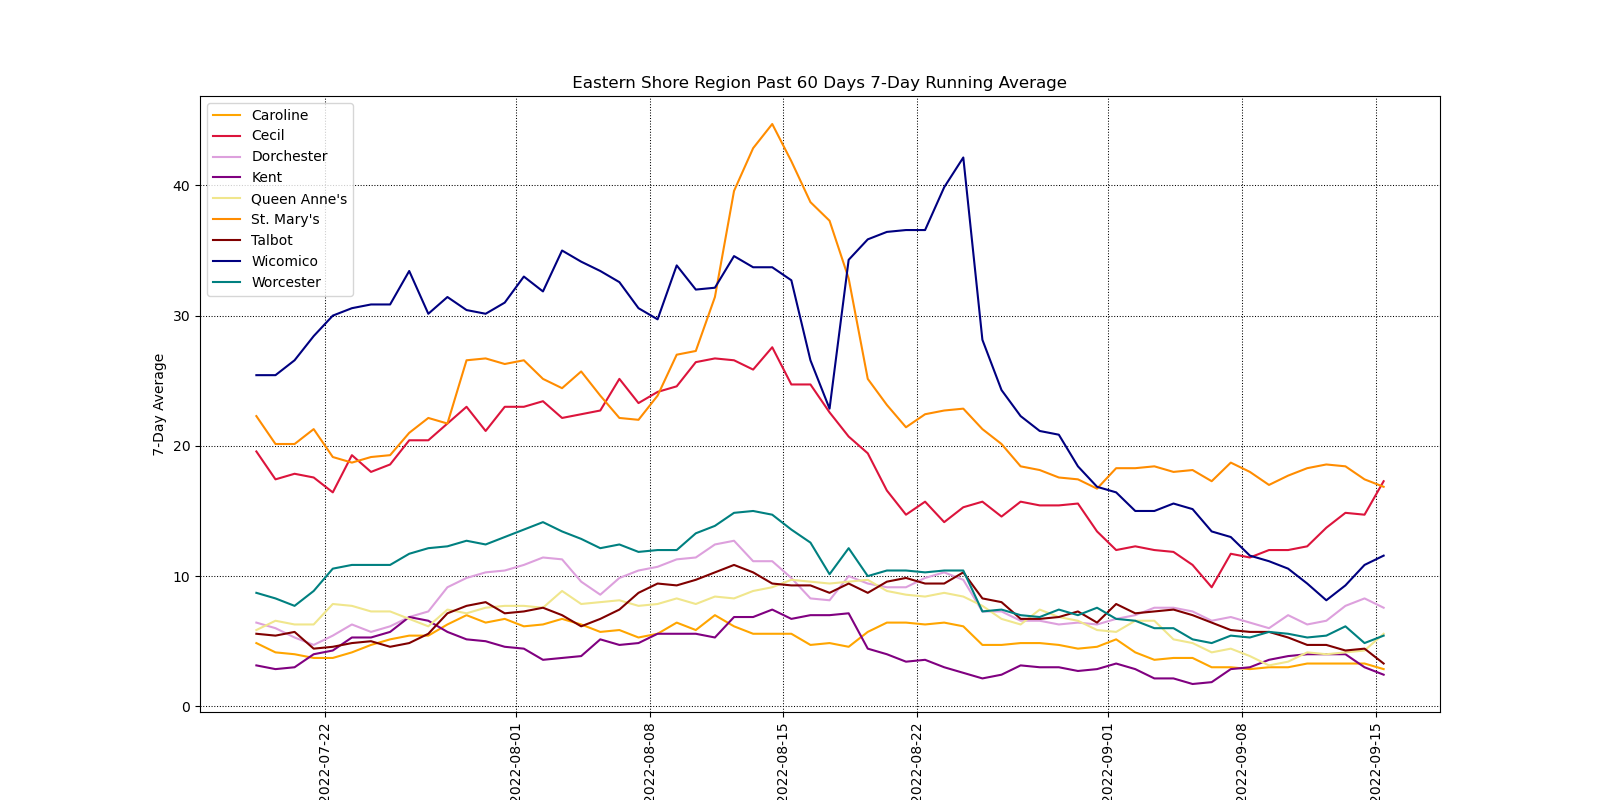 Eastern Shore Region Past 60 Days 7-Day Running Average
Caroline
Cecil
Dorchester
Kent
Queen Anne's
St. Mary's
Talbot
Wicomico
Worcester
7-Day Average
40
30
20
10
0
2022-07-22
2022-08-01
2022-08-08
2022-08-15
2022-08-22
2022-09-01
2022-09-08
2022-09-15